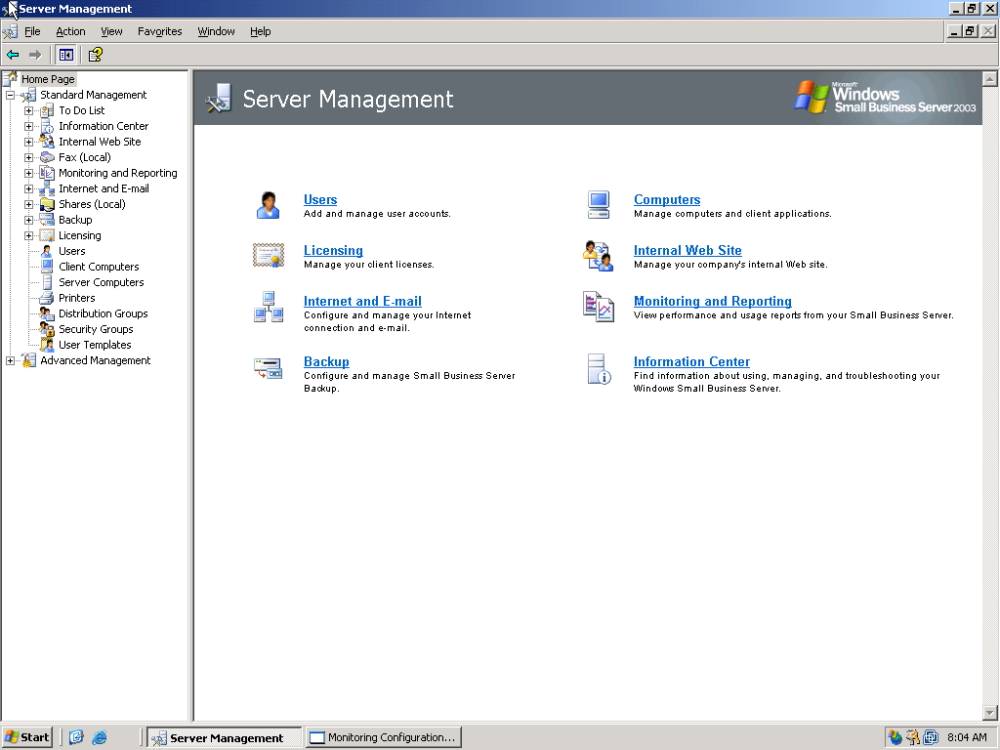 Server Management
File Action View Favorites Window Help
Home Page
Standard Management
To Do List
Information Center
Internal Web Site
Fax (Local)
Monitoring and Reporting
Internet and E-mail
Shares (Local)
Backup
Licensing
Users
Client Computers
Server Computers
Printers
Distribution Groups
Security Groups
User Templates
Advanced Management
Server Management
Microsoft
Windows
Small Business Server 2003
Users
Add and manage user accounts.
Computers
Manage computers and client applications.
Licensing
Manage your client licenses.
Internal Web Site
Manage your company's internal Web site.
Internet and E-mail
Configure and manage your Internet
connection and e-mail.
Monitoring and Reporting
View performance and usage reports from your Small Business Server.
Backup
Configure and manage Small Business Server
Backup.
Information Center
Find information about using, managing, and troubleshooting your
Windows Small Business Server.
Start Server Management Monitoring Configuration... 8:04 AM